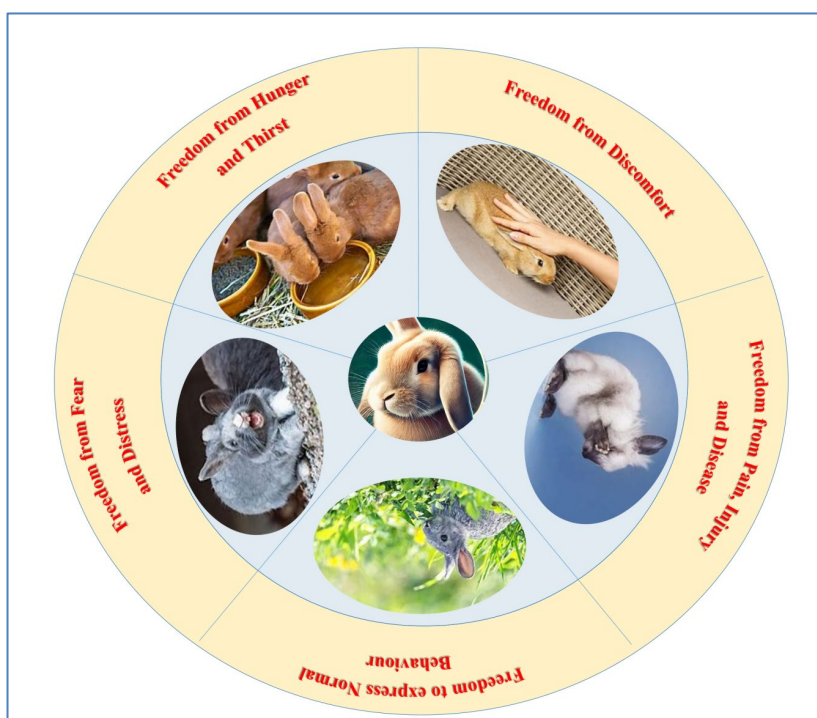 Freedom from Hunger
and Thirst
Freedom from Discomfort
Freedom from Pain, Injury
and Disease
Freedom to express Normal
Behaviour
Freedom from Fear
and Distress